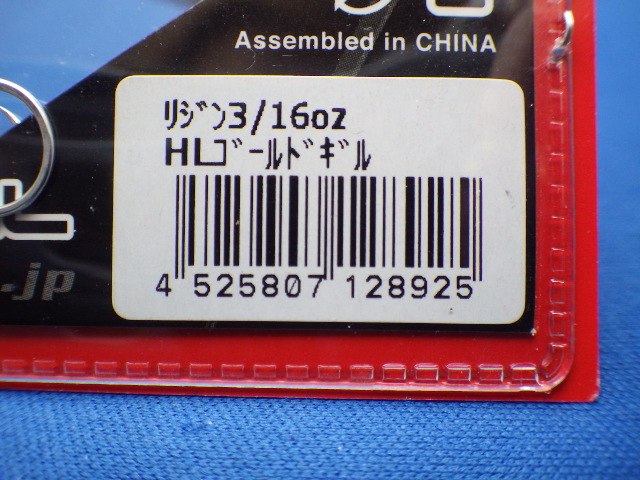 Assembled in CHINA
ﾘｼﾞﾝ3/16oz
HLｺﾞｰﾙﾄﾞｷﾞﾙ
4 525807 128925
-jp